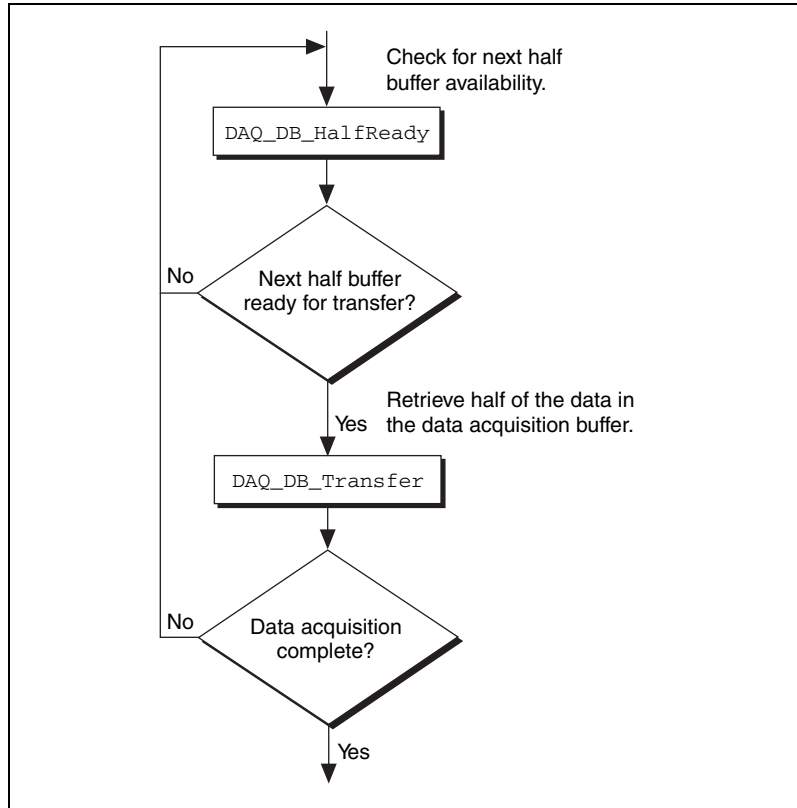 Check for next half
buffer availability.
DAQ_DB_HalfReady
No
Next half buffer
ready for transfer?
Retrieve half of the data in
the data acquisition buffer.
Yes
DAQ_DB_Transfer
No
Data acquisition
complete?
Yes